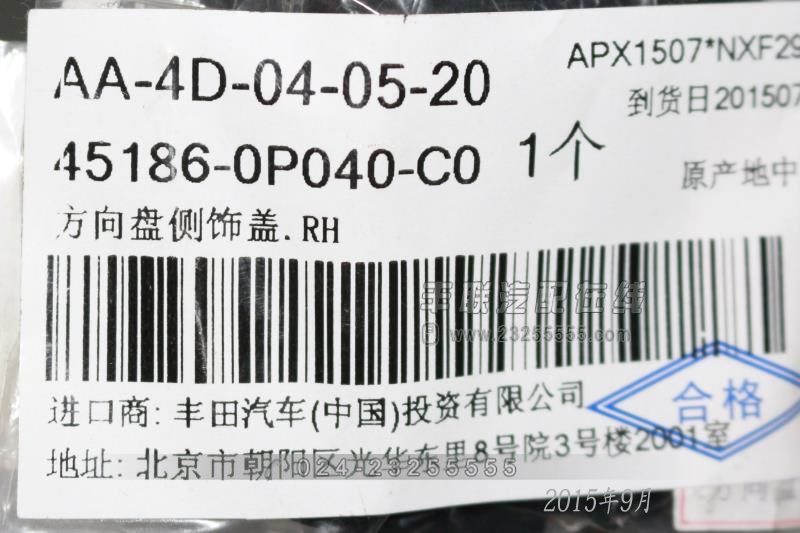 AA-4D-04-05-20
APX1507*NXF29
到货日201507
45186-0P040-C0 1个
原产地中
方向盘侧饰盖.RH
丰联汽配在线
www.23255555.com
进口商: 丰田汽车(中国)投资有限公司
合格
地址: 北京市朝阳区光华东里8号院3号楼2001室
024-23255555
2015年9月